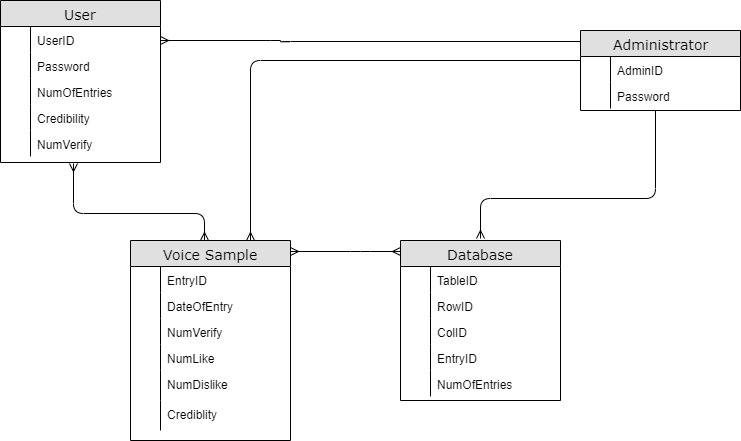 User
UserID
Password
NumOfEntries
Credibility
NumVerify
Administrator
AdminID
Password
Voice Sample
EntryID
DateOfEntry
NumVerify
NumLike
NumDislike
Crediblity
Database
TableID
RowID
ColID
EntryID
NumOfEntries